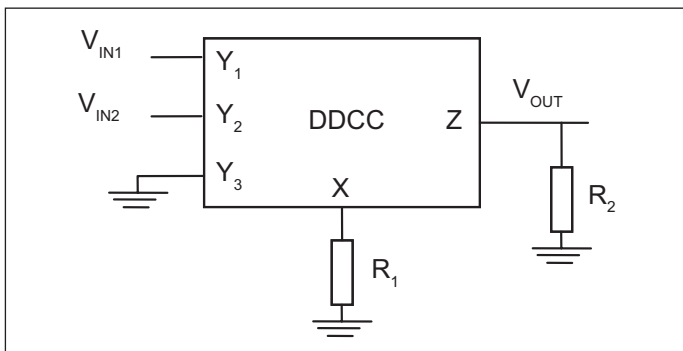 V_IN1
Y_1
V_IN2
Y_2
DDCC
Z
V_OUT
Y_3
X
R_2
R_1